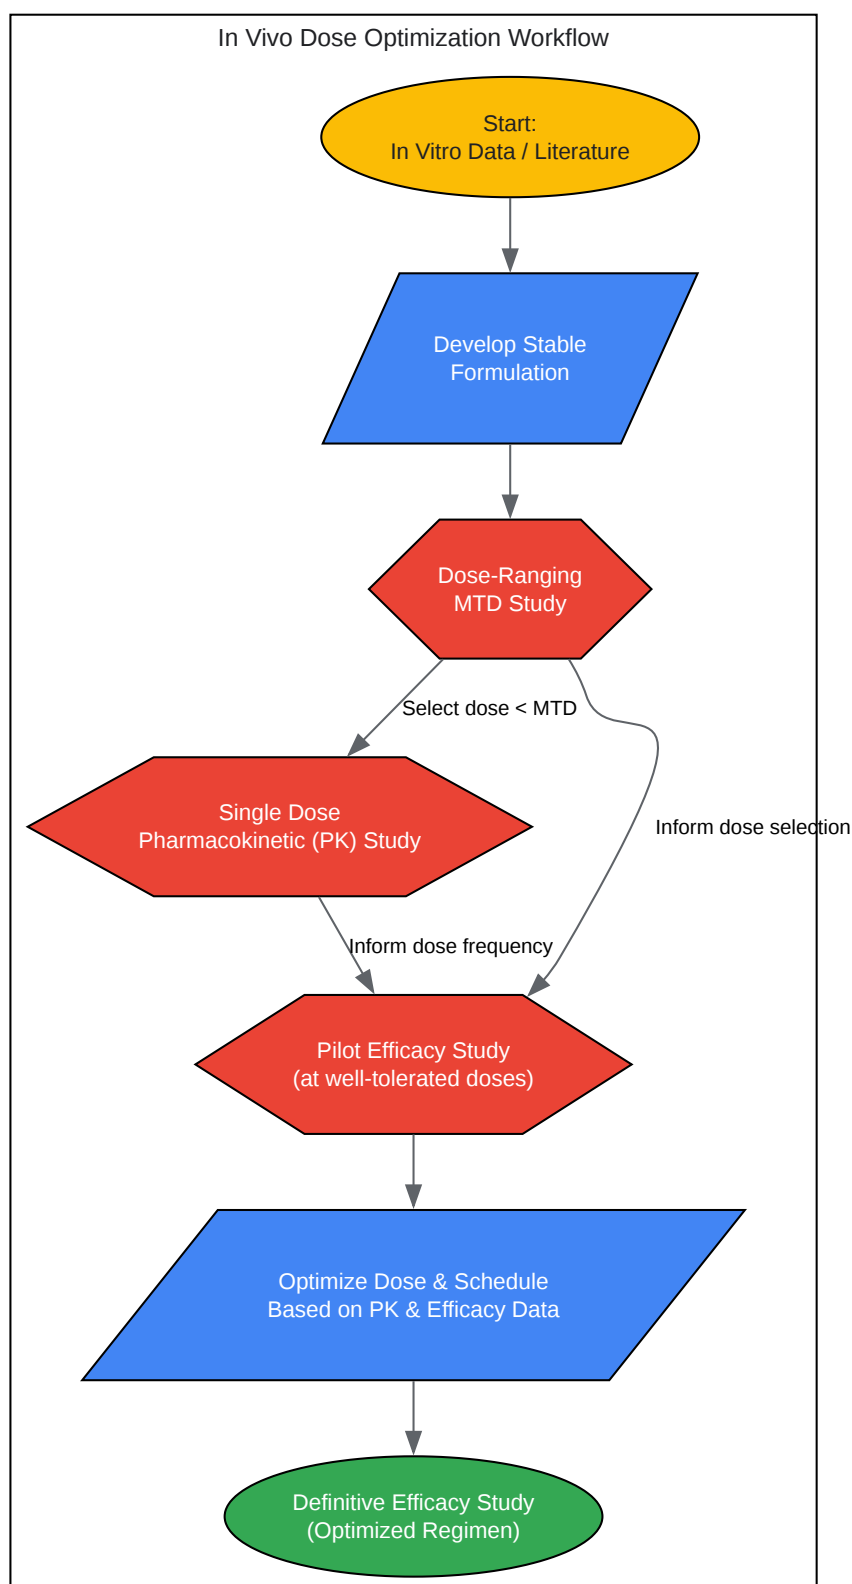 In Vivo Dose Optimization Workflow
Start:
In Vitro Data / Literature
Develop Stable
Formulation
Dose-Ranging
MTD Study
Select dose < MTD
Single Dose
Pharmacokinetic (PK) Study
Inform dose selection
Inform dose frequency
Pilot Efficacy Study
(at well-tolerated doses)
Optimize Dose & Schedule
Based on PK & Efficacy Data
Definitive Efficacy Study
(Optimized Regimen)